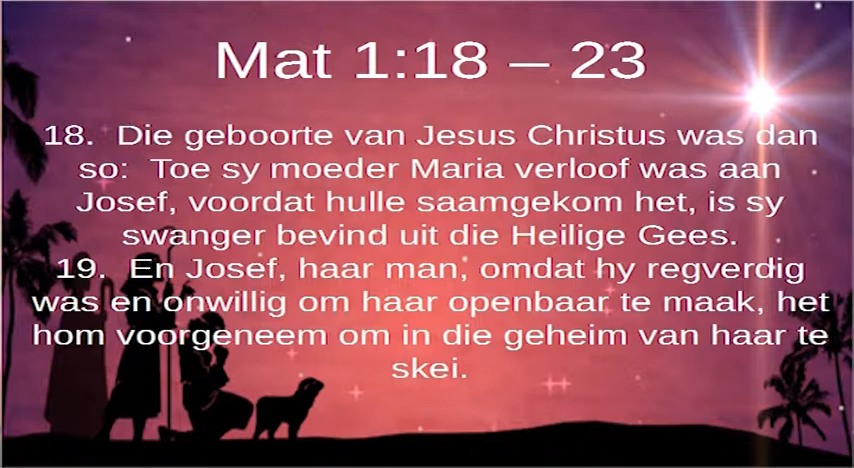 Mat 1:18 – 23
18.  Die geboorte van Jesus Christus was dan
so:  Toe sy moeder Maria verloof was aan
Josef, voordat hulle saamgekom het, is sy
swanger bevind uit die Heilige Gees.
19.  En Josef, haar man, omdat hy regverdig
was en onwillig om haar openbaar te maak, het
hom voorgeneem om in die geheim van haar te
skei.